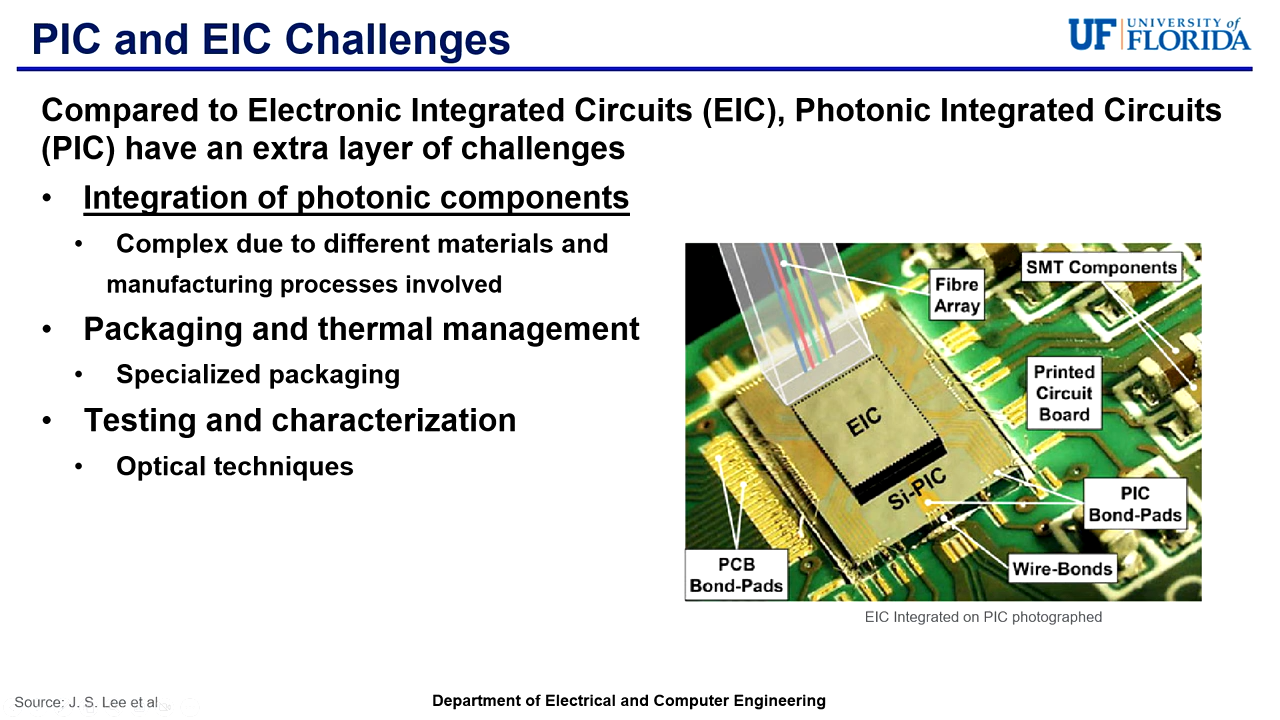 PIC and EIC Challenges
UF UNIVERSITY of
FLORIDA
Compared to Electronic Integrated Circuits (EIC), Photonic Integrated Circuits
(PIC) have an extra layer of challenges
• Integration of photonic components
• Complex due to different materials and
manufacturing processes involved
• Packaging and thermal management
• Specialized packaging
• Testing and characterization
• Optical techniques
SMT Components
Fibre
Array
Printed
Circuit
Board
EIC
Si-PIC
PIC
Bond-Pads
Wire-Bonds
PCB
Bond-Pads
EIC Integrated on PIC photographed
Source: J. S. Lee et al
Department of Electrical and Computer Engineering